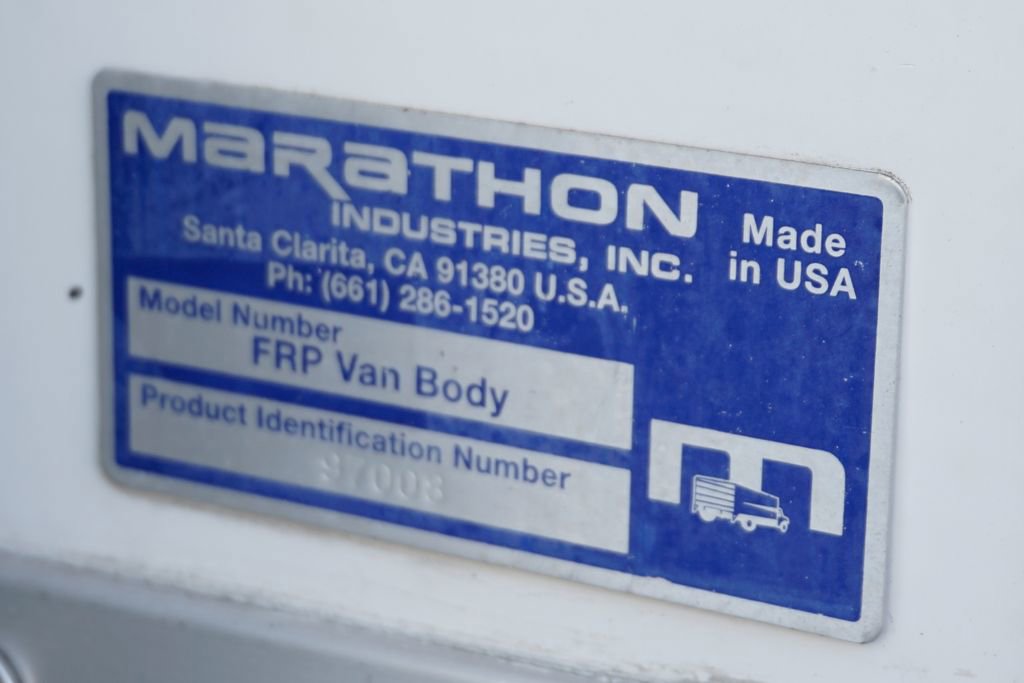 MaRaTHON
INDUSTRIES, INC.
Santa Clarita, CA 91380 U.S.A.
Ph: (661) 286-1520
Made
in USA
Model Number
FRP Van Body
Product Identification Number
97008
m